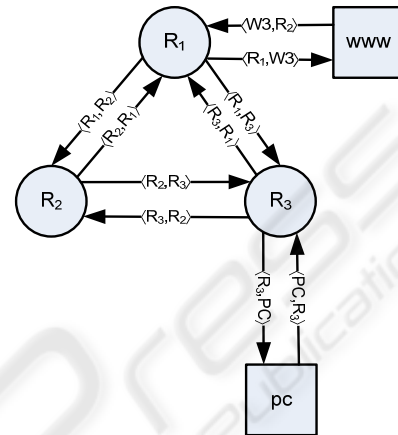 R1
⟨W3,R2⟩
www
⟨R1,W3⟩
⟨R1,R2⟩
⟨R2,R1⟩
⟨R3,R1⟩
⟨R1,R3⟩
R2
⟨R2,R3⟩
R3
⟨R3,R2⟩
⟨R3,PC⟩
⟨PC,R3⟩
pc